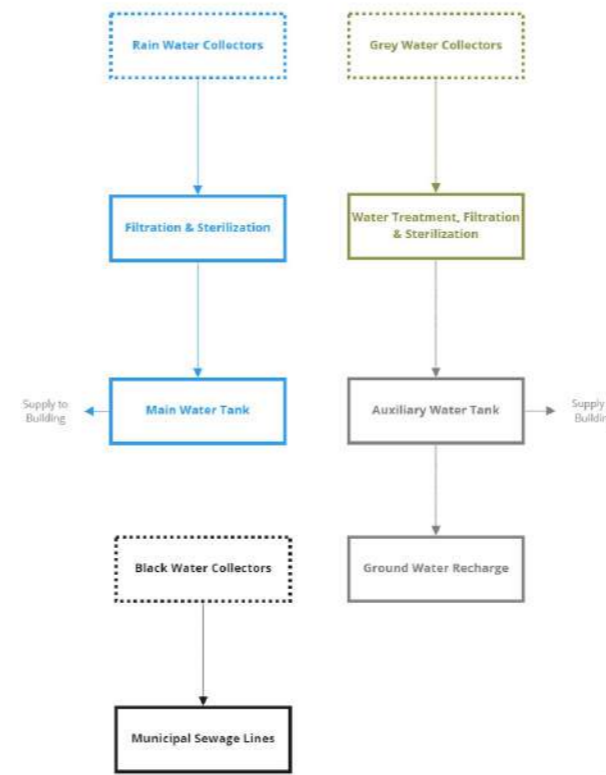 Rain Water Collectors
Grey Water Collectors
Filtration & Sterilization
Water Treatment, Filtration
& Sterilization
Supply to
Building
Main Water Tank
Auxiliary Water Tank
Supply
Buildin
Black Water Collectors
Ground Water Recharge
Municipal Sewage Lines